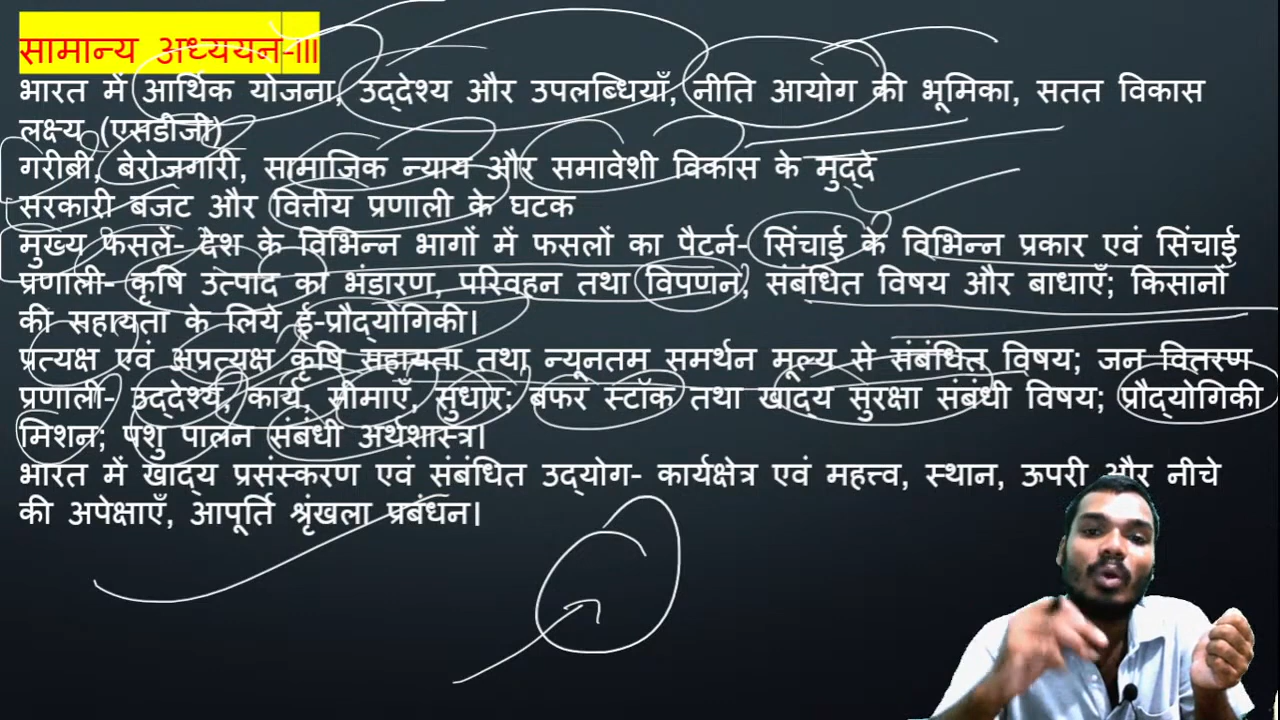 सामान्य अध्ययन-III
भारत में आर्थिक योजना, उद्देश्य और उपलब्धियाँ, नीति आयोग की भूमिका, सतत विकास
लक्ष्य (एसडीजी)
गरीबी, बेरोजगारी, सामाजिक न्याय और समावेशी विकास के मुद्दे
सरकारी बजट और वित्तीय प्रणाली के घटक
मुख्य फसलें- देश के विभिन्न भागों में फसलों का पैटर्न- सिंचाई के विभिन्न प्रकार एवं सिंचाई
प्रणाली- कृषि उत्पाद का भंडारण, परिवहन तथा विपणन, संबंधित विषय और बाधाएँ; किसानों
की सहायता के लिये ई-प्रौद्योगिकी।
प्रत्यक्ष एवं अप्रत्यक्ष कृषि सहायता तथा न्यूनतम समर्थन मूल्य से संबंधित विषय; जन वितरण
प्रणाली- उद्देश्य, कार्य, सीमाएँ, सुधार; बफर स्टॉक तथा खाद्य सुरक्षा संबंधी विषय; प्रौद्योगिकी
मिशन; पशु पालन संबंधी अर्थशास्त्र।
भारत में खाद्य प्रसंस्करण एवं संबंधित उद्योग- कार्यक्षेत्र एवं महत्त्व, स्थान, ऊपरी और नीचे
की अपेक्षाएँ, आपूर्ति श्रृंखला प्रबंधन।